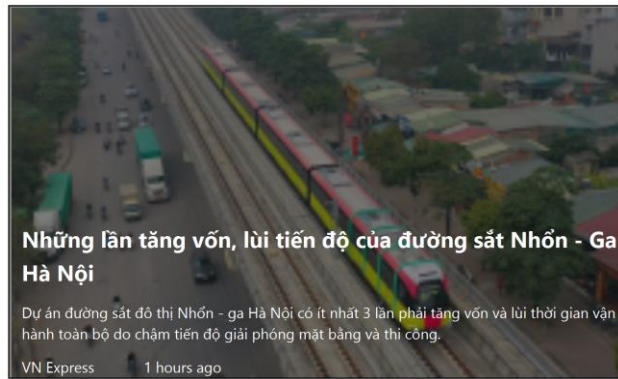 Những lần tăng vốn, lùi tiến độ của đường sắt Nhổn - Ga
Hà Nội
Dự án đường sắt đô thị Nhổn - ga Hà Nội có ít nhất 3 lần phải tăng vốn và lùi thời gian vận
hành toàn bộ do chậm tiến độ giải phóng mặt bằng và thi công.
VN Express 1 hours ago